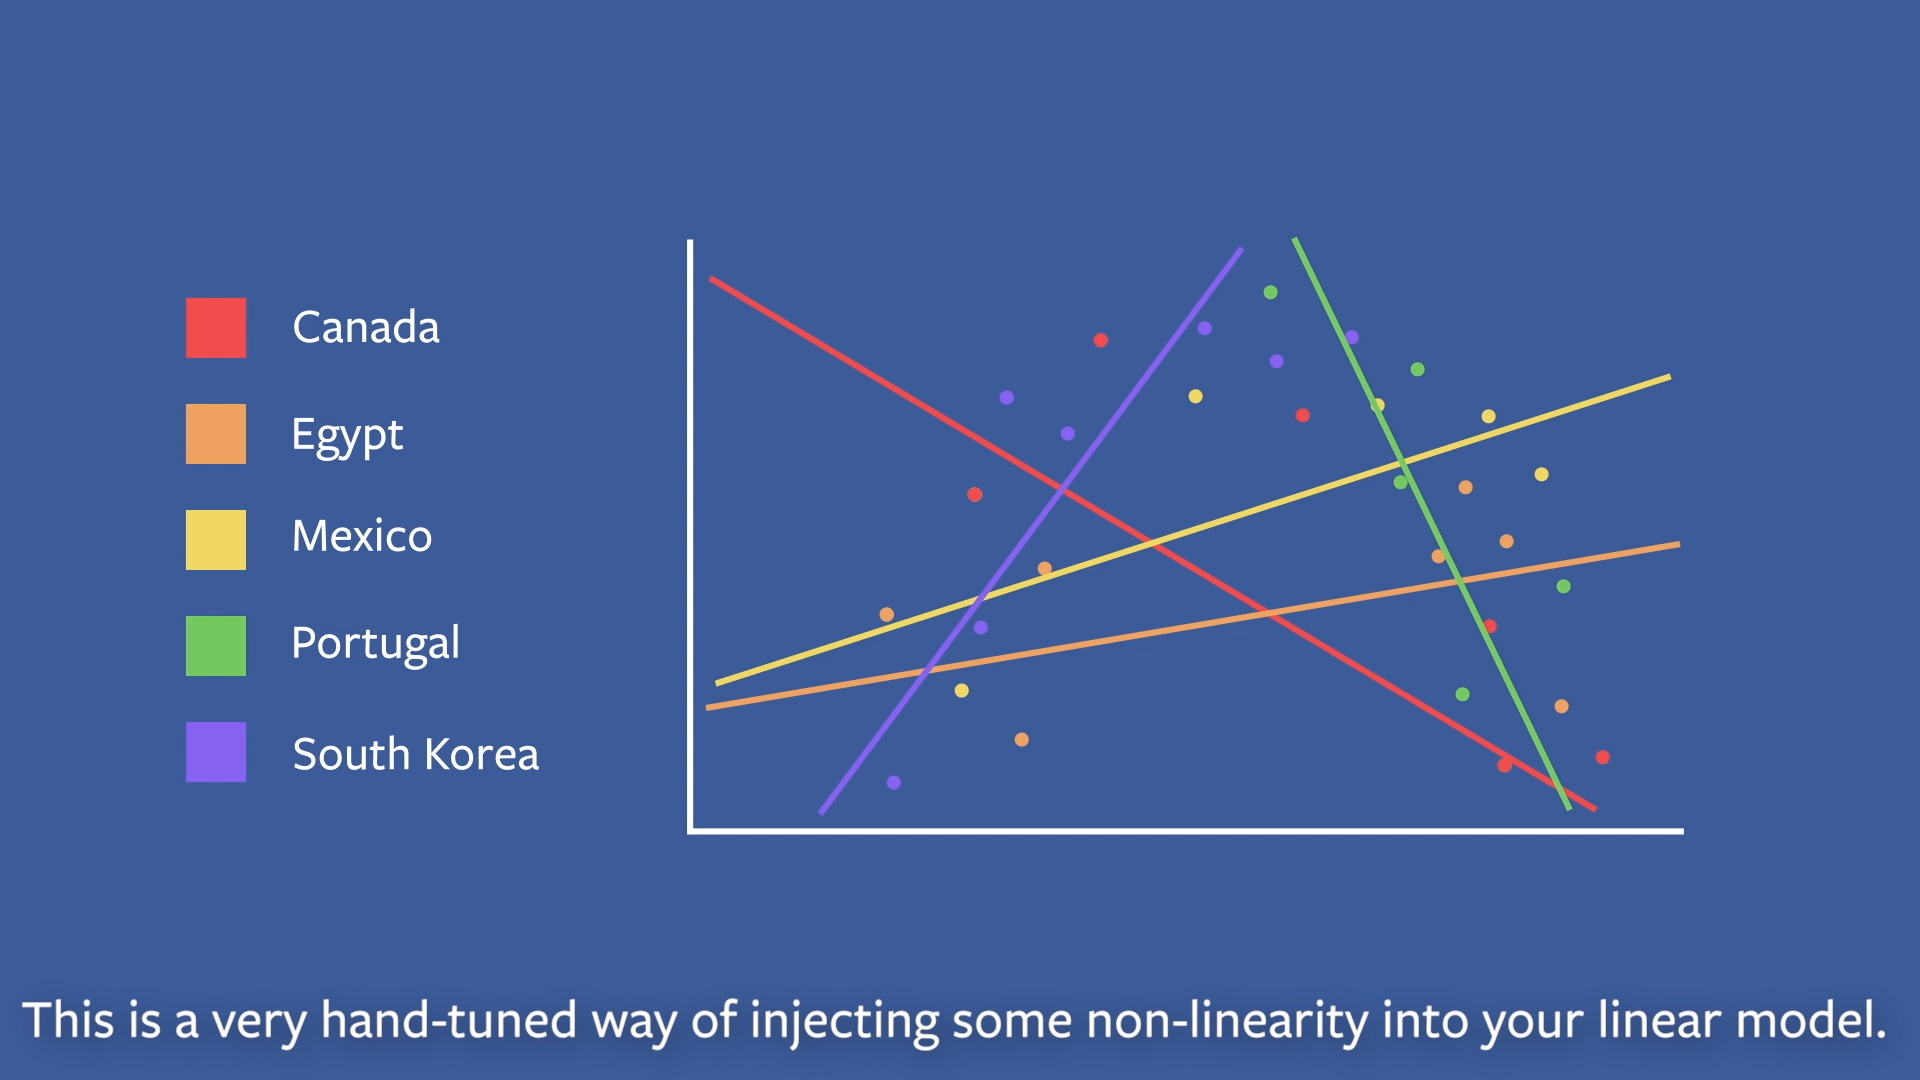 Canada
Egypt
Mexico
Portugal
South Korea
This is a very hand-tuned way of injecting some non-linearity into your linear model.